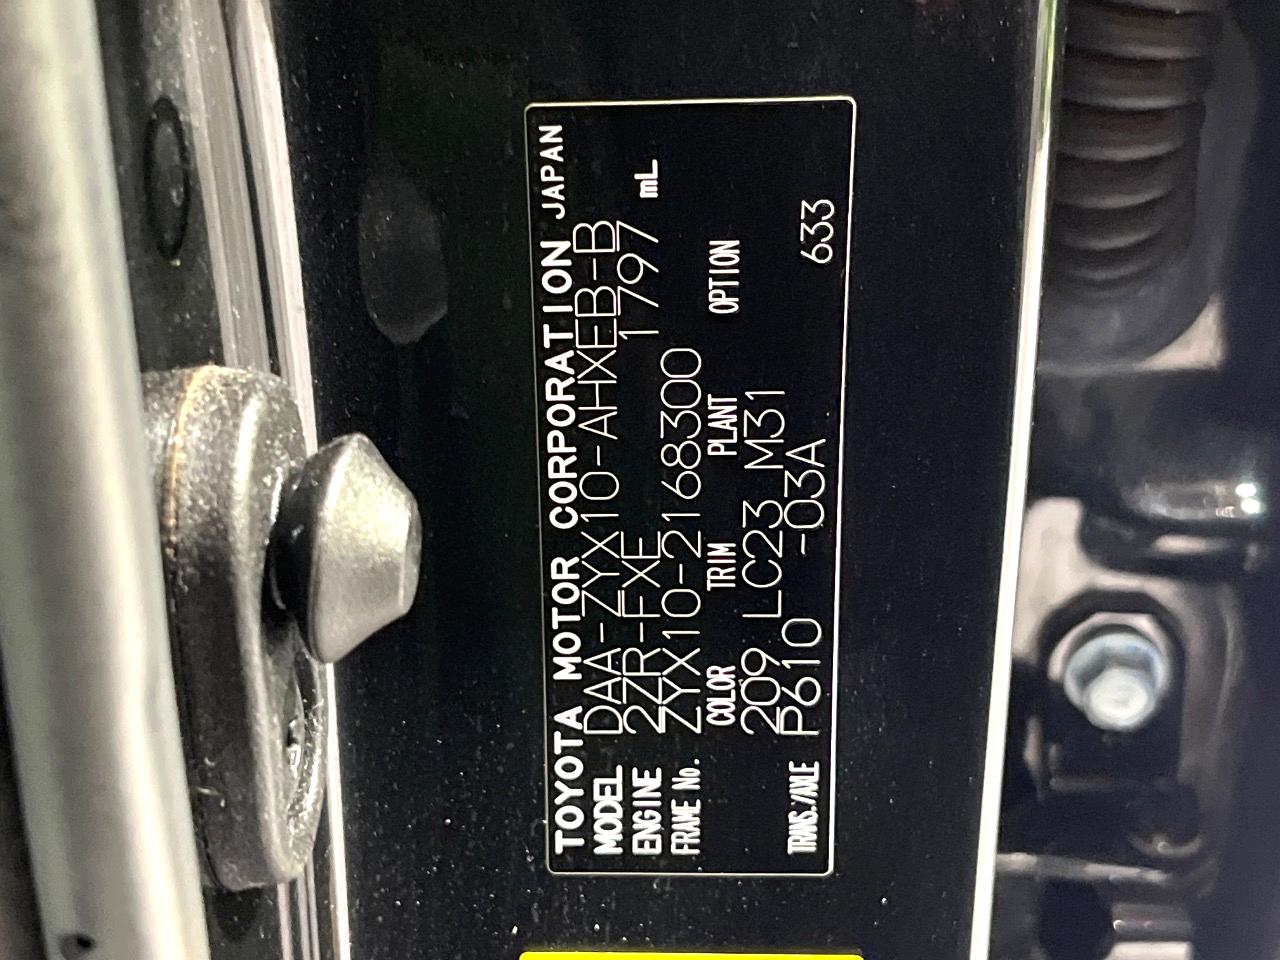 TOYOTA MOTOR CORPORATION JAPAN
MODEL DAA-ZYX10-AHXEB-B
ENGINE 2ZR-FXE 1797 mL
FRAME No. ZYX10-2168300
COLOR TRIM PLANT OPTION
209 LC23 M31
TRANS./AXLE P610 -03A 633